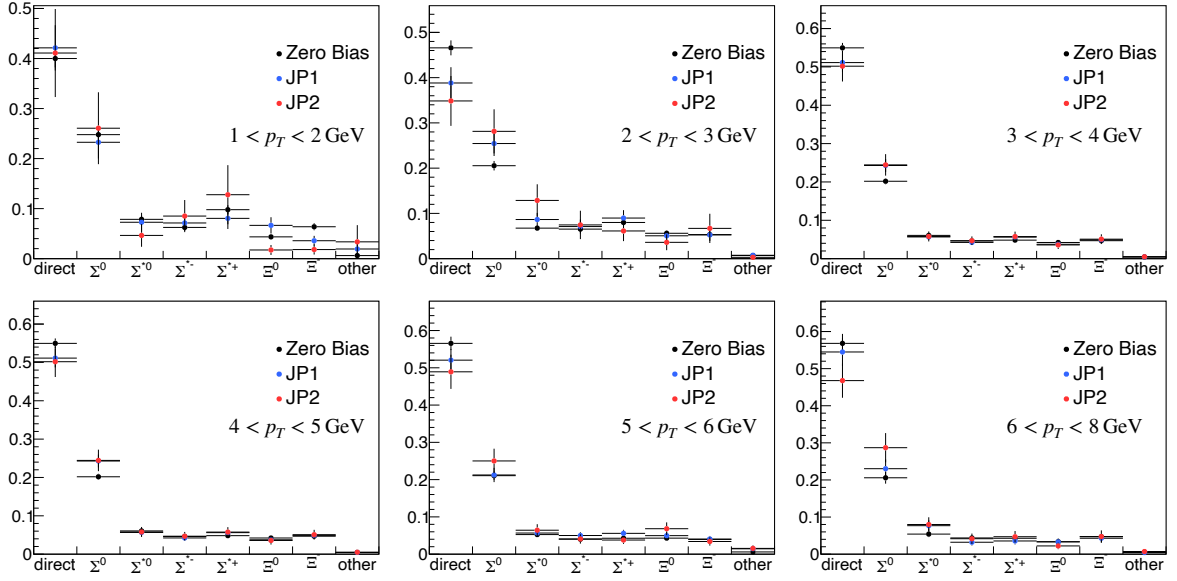 0.5
0.4
0.3
0.2
0.1
0
Zero Bias
JP1
JP2
1 < p_T < 2 GeV
direct Σ⁰ Σ*⁰ Σ*⁻ Σ*⁺ Ξ⁰ Ξ⁻ other
0.5
0.4
0.3
0.2
0.1
0
Zero Bias
JP1
JP2
2 < p_T < 3 GeV
direct Σ⁰ Σ*⁰ Σ*⁻ Σ*⁺ Ξ⁰ Ξ⁻ other
0.6
0.5
0.4
0.3
0.2
0.1
0
Zero Bias
JP1
JP2
3 < p_T < 4 GeV
direct Σ⁰ Σ*⁰ Σ*⁻ Σ*⁺ Ξ⁰ Ξ⁻ other
0.6
0.5
0.4
0.3
0.2
0.1
0
Zero Bias
JP1
JP2
4 < p_T < 5 GeV
direct Σ⁰ Σ*⁰ Σ*⁻ Σ*⁺ Ξ⁰ Ξ⁻ other
0.6
0.5
0.4
0.3
0.2
0.1
0
Zero Bias
JP1
JP2
5 < p_T < 6 GeV
direct Σ⁰ Σ*⁰ Σ*⁻ Σ*⁺ Ξ⁰ Ξ⁻ other
0.6
0.5
0.4
0.3
0.2
0.1
0
Zero Bias
JP1
JP2
6 < p_T < 8 GeV
direct Σ⁰ Σ*⁰ Σ*⁻ Σ*⁺ Ξ⁰ Ξ⁻ other